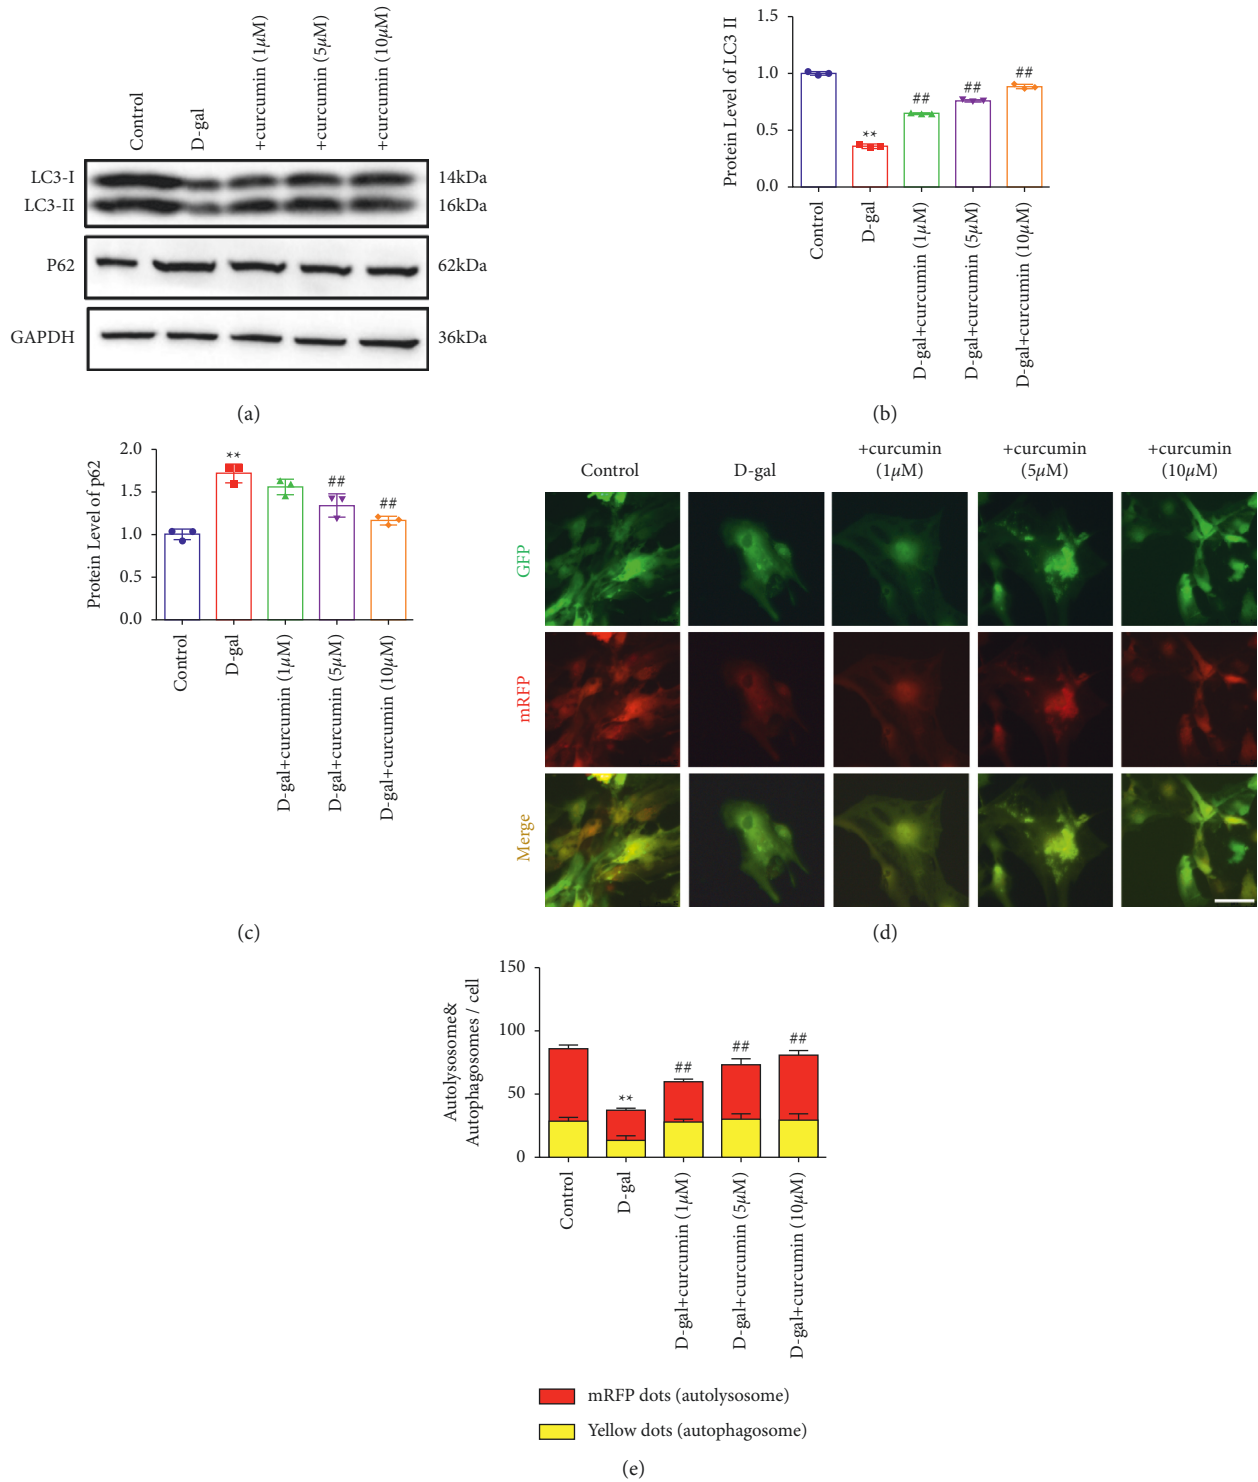 Control
D-gal
+curcumin (1μM)
+curcumin (5μM)
+curcumin (10μM)
LC3-I
14kDa
LC3-II
16kDa
P62
62kDa
GAPDH
36kDa
(a)
Protein Level of LC3 II
1.5
1.0
0.5
0.0
**
##
##
##
Control
D-gal
D-gal+curcumin (1μM)
D-gal+curcumin (5μM)
D-gal+curcumin (10μM)
(b)
Protein Level of p62
2.0
1.5
1.0
0.5
0.0
**
##
##
Control
D-gal
D-gal+curcumin (1μM)
D-gal+curcumin (5μM)
D-gal+curcumin (10μM)
(c)
Control
D-gal
+curcumin
(1μM)
+curcumin
(5μM)
+curcumin
(10μM)
GFP
mRFP
Merge
(d)
Autolysosome&
Autophagosomes / cell
150
100
50
0
**
##
##
##
Control
D-gal
D-gal+curcumin (1μM)
D-gal+curcumin (5μM)
D-gal+curcumin (10μM)
mRFP dots (autolysosome)
Yellow dots (autophagosome)
(e)